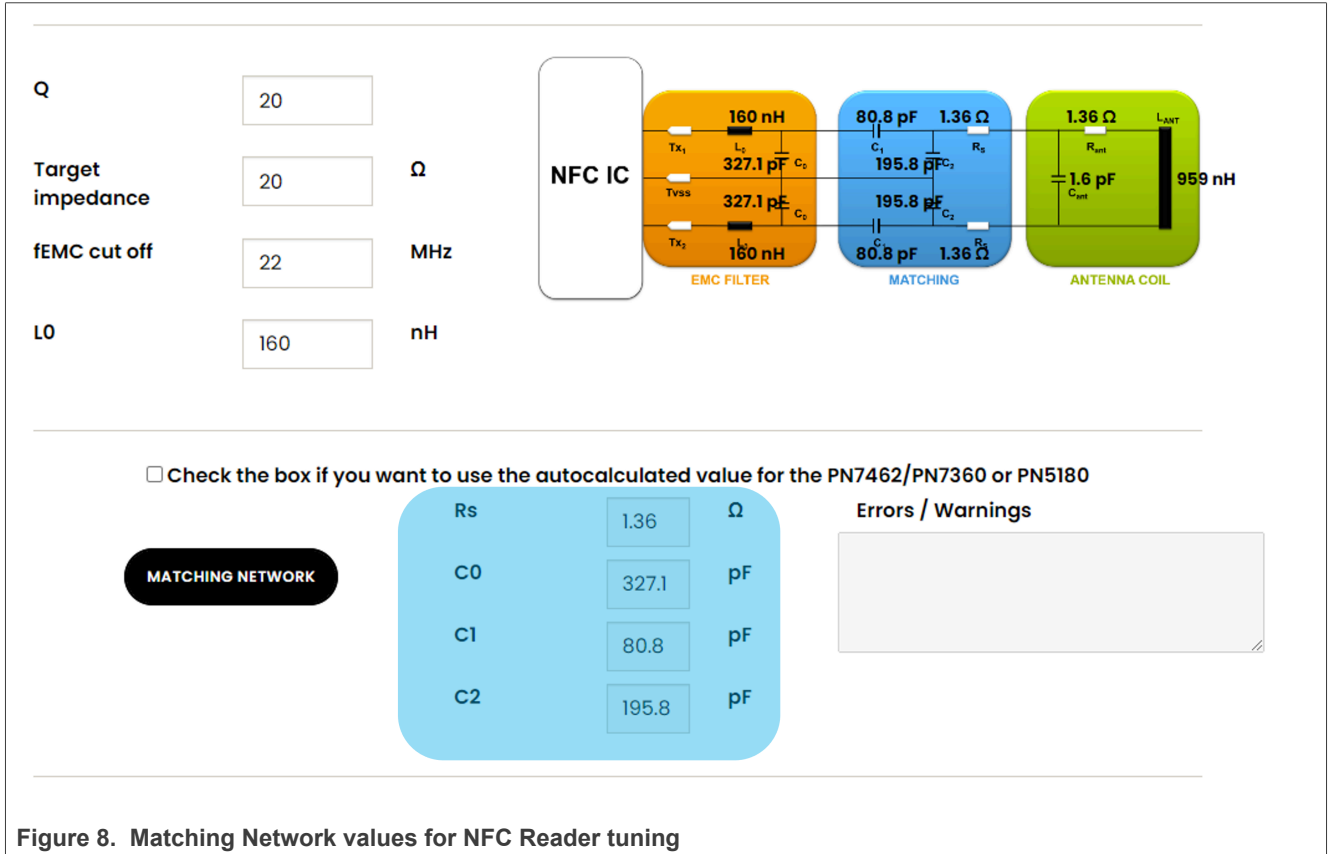 Q
20
Target
impedance
20
Ω
fEMC cut off
22
MHz
L0
160
nH
NFC IC
160 nH
Tx1
L0
327.1 pF
C0
Tvss
327.1 pF
C0
Tx2
L0
160 nH
EMC FILTER
80.8 pF 1.36 Ω
C1
Rs
195.8 pF
C2
195.8 pF
C2
C1
Rs
80.8 pF 1.36 Ω
MATCHING
1.36 Ω
LANT
Rant
1.6 pF
Cant
959 nH
ANTENNA COIL
Check the box if you want to use the autocalculated value for the PN7462/PN7360 or PN5180
MATCHING NETWORK
Rs
1.36
Ω
C0
327.1
pF
C1
80.8
pF
C2
195.8
pF
Errors / Warnings
Figure 8. Matching Network values for NFC Reader tuning